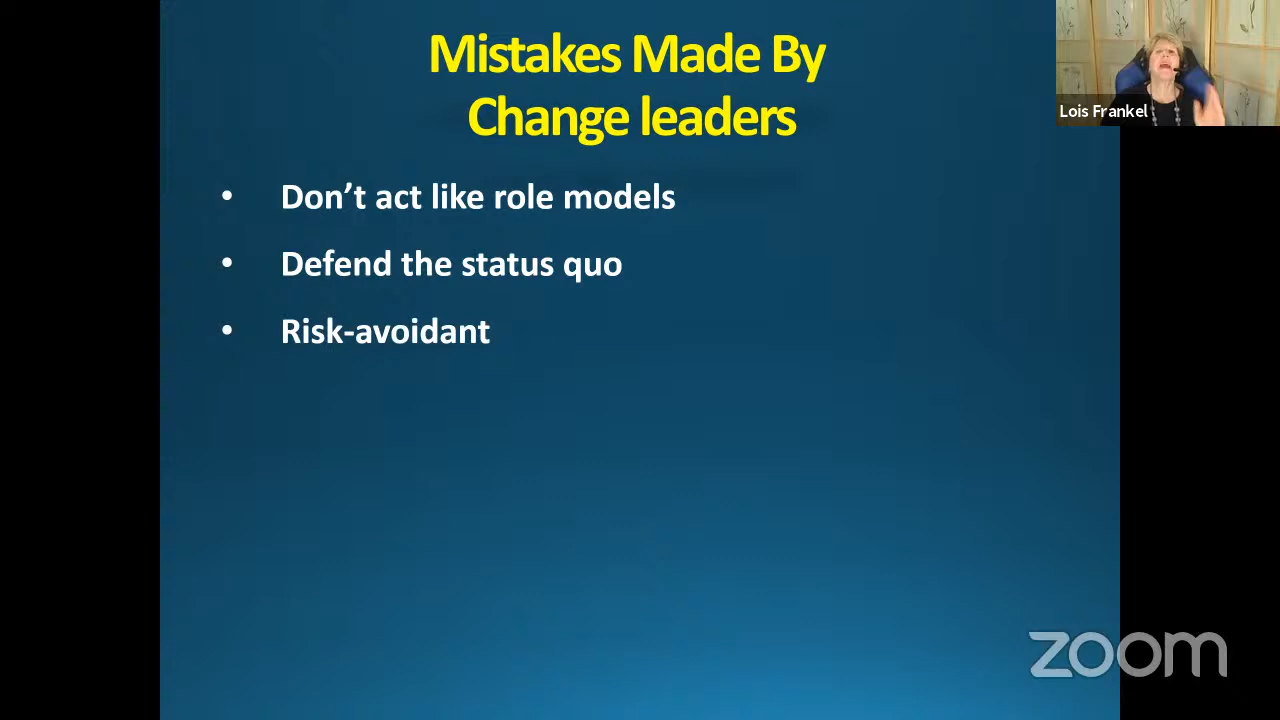 Mistakes Made By
Change leaders
Lois Frankel
• Don’t act like role models
• Defend the status quo
• Risk-avoidant
zoom